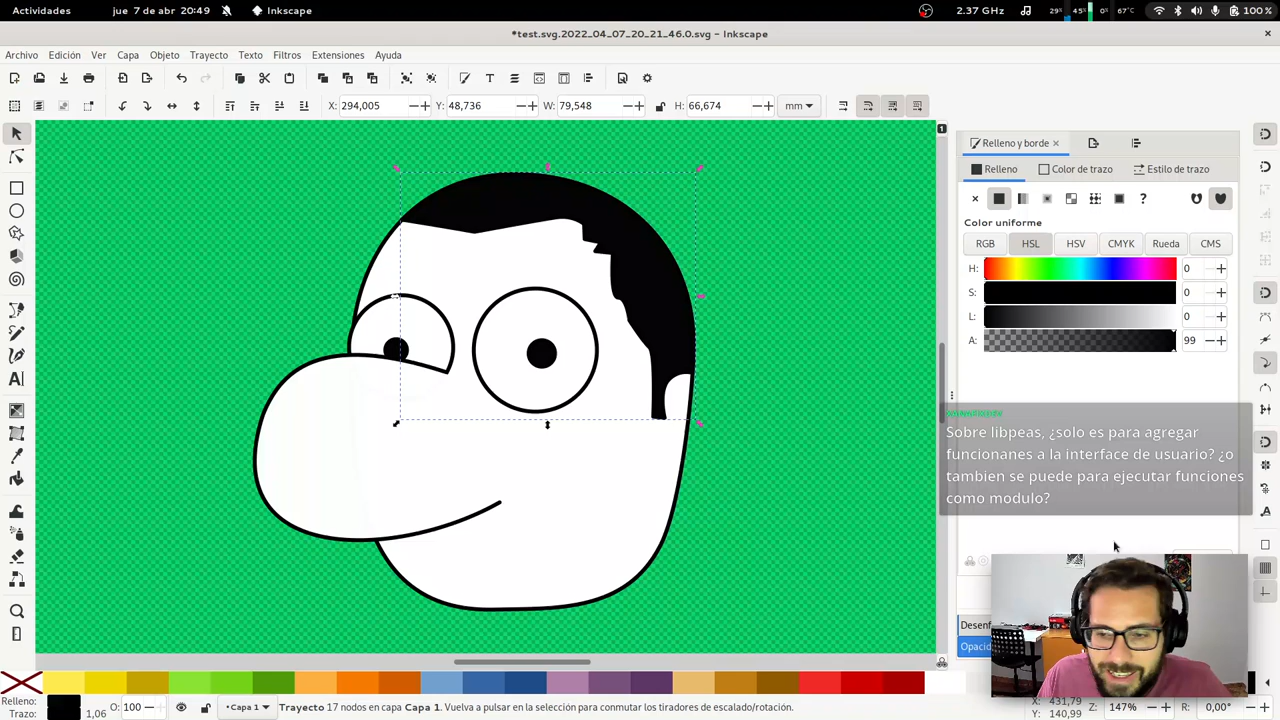 Actividades
jue 7 de abr 20:49
Inkscape
2.37 GHz
29%
45%
0%
67°C
100 %
*test.svg.2022_04_07_20_21_46.0.svg – Inkscape
Archivo Edición Ver Capa Objeto Trayecto Texto Filtros Extensiones Ayuda
X: 294,005 Y: 48,736 W: 79,548 H: 66,674 mm
1
Relleno y borde
Relleno Color de trazo Estilo de trazo
Color uniforme
RGB HSL HSV CMYK Rueda CMS
H: 0
S: 0
L: 0
A: 99
Sobre libpeas, ¿solo es para agregar
funcionanes a la interface de usuario? ¿o
tambien se puede para ejecutar funciones
como modulo?
Desenf
Opacid
Relleno:
Trazo: 1,06
O: 100
Capa 1
Trayecto 17 nodos en capa Capa 1. Vuelva a pulsar en la selección para conmutar los tiradores de escalado/rotación.
X: 431,79
Y: 140,99
Z: 147%
R: 0,00°